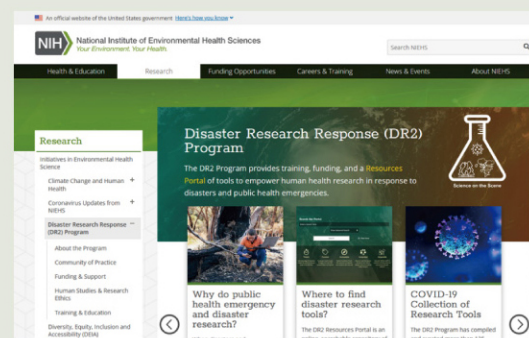 An official website of the United States government Here's how you know
NIH National Institute of Environmental Health Sciences
Your Environment. Your Health.
Search NIEHS
Health & Education Research Funding Opportunities Careers & Training News & Events About NIEHS
Research
Initiatives in Environmental Health
Science
Climate Change and Human +
Health
Coronavirus Updates from +
NIEHS
Disaster Research Response −
(DR2) Program
About the Program
Community of Practice
Funding & Support
Human Studies & Research
Ethics
Training & Education
Diversity, Equity, Inclusion and
Accessibility (DEIA)
Disaster Research Response (DR2)
Program
The DR2 Program provides training, funding, and a Resources
Portal of tools to empower human health research in response to
disasters and public health emergencies.
Science on the Scene
Why do public
health emergency
and disaster
research?
Where to find
disaster research
tools?
The DR2 Resources Portal is an
COVID-19
Collection of
Research Tools
The DR2 Program has compiled